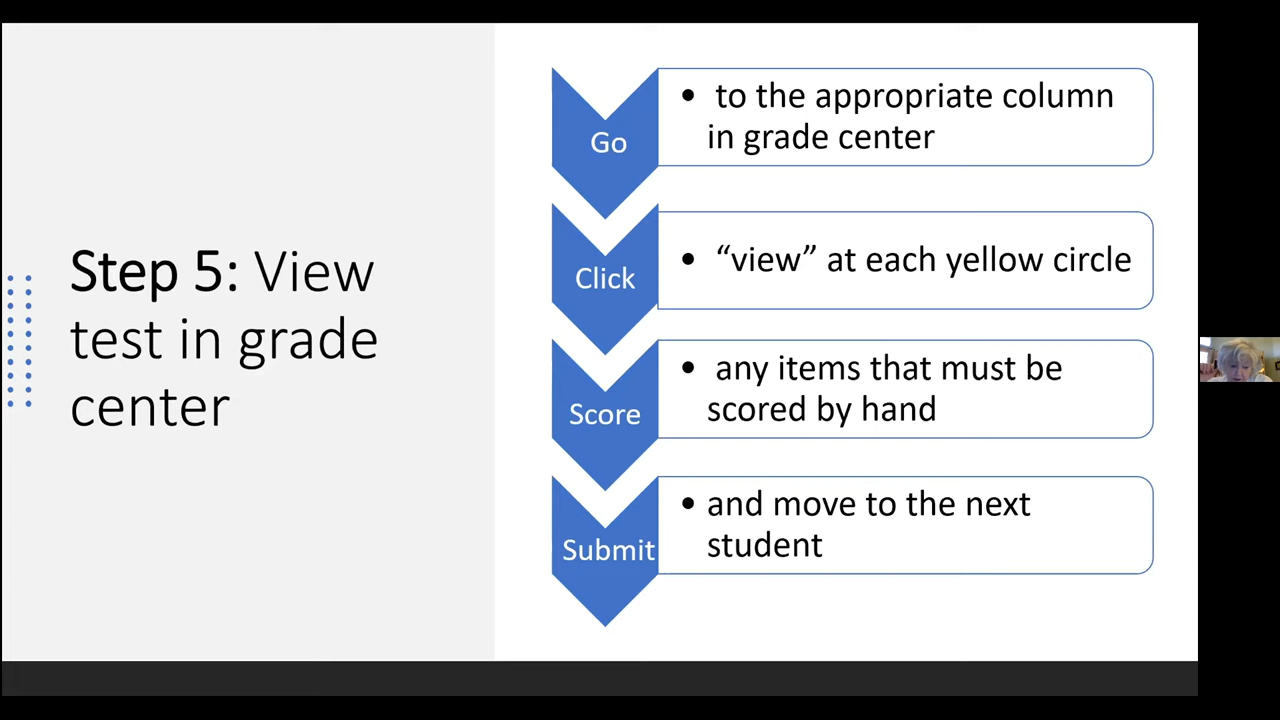 Step 5: View
test in grade
center
Go
• to the appropriate column
in grade center
Click
• “view” at each yellow circle
Score
• any items that must be
scored by hand
Submit
• and move to the next
student